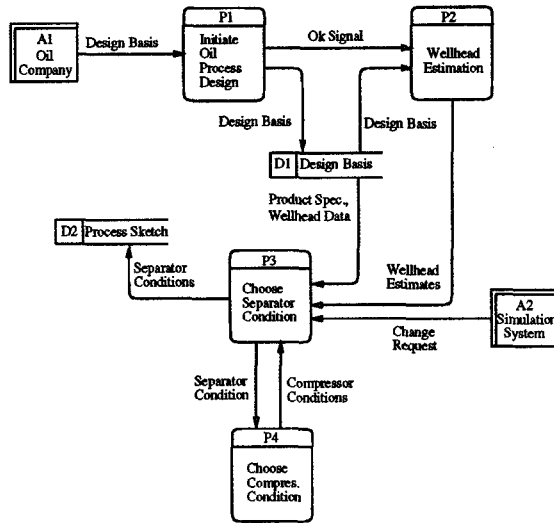 A1
Oil
Company
Design Basis
P1
Initiate
Oil
Process
Design
Ok Signal
P2
Wellhead
Estimation
Design Basis
Design Basis
D1 Design Basis
Product Spec.,
Wellhead Data
D2 Process Sketch
Separator
Conditions
P3
Choose
Separator
Condition
Wellhead
Estimates
A2
Simulation
System
Change
Request
Separator
Condition
Compressor
Conditions
P4
Choose
Compres.
Condition